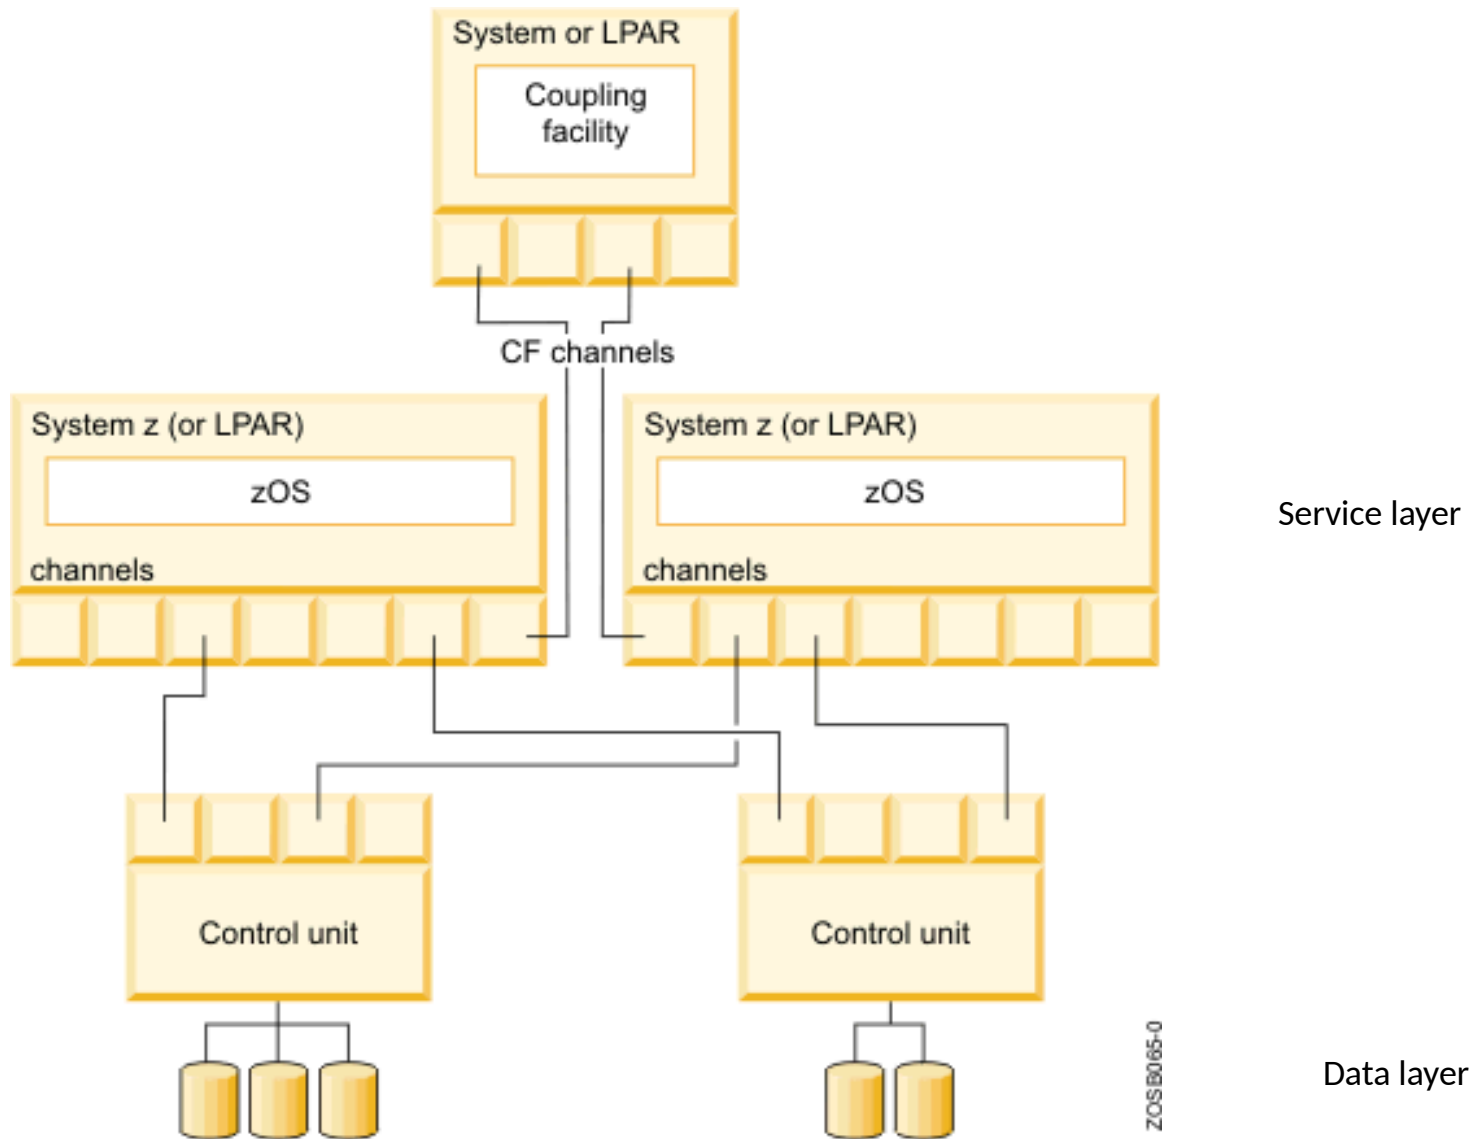 System or LPAR
Coupling
facility
CF channels
System z (or LPAR)
zOS
channels
System z (or LPAR)
zOS
channels
Service layer
Control unit
Control unit
ZOSB065-0
Data layer